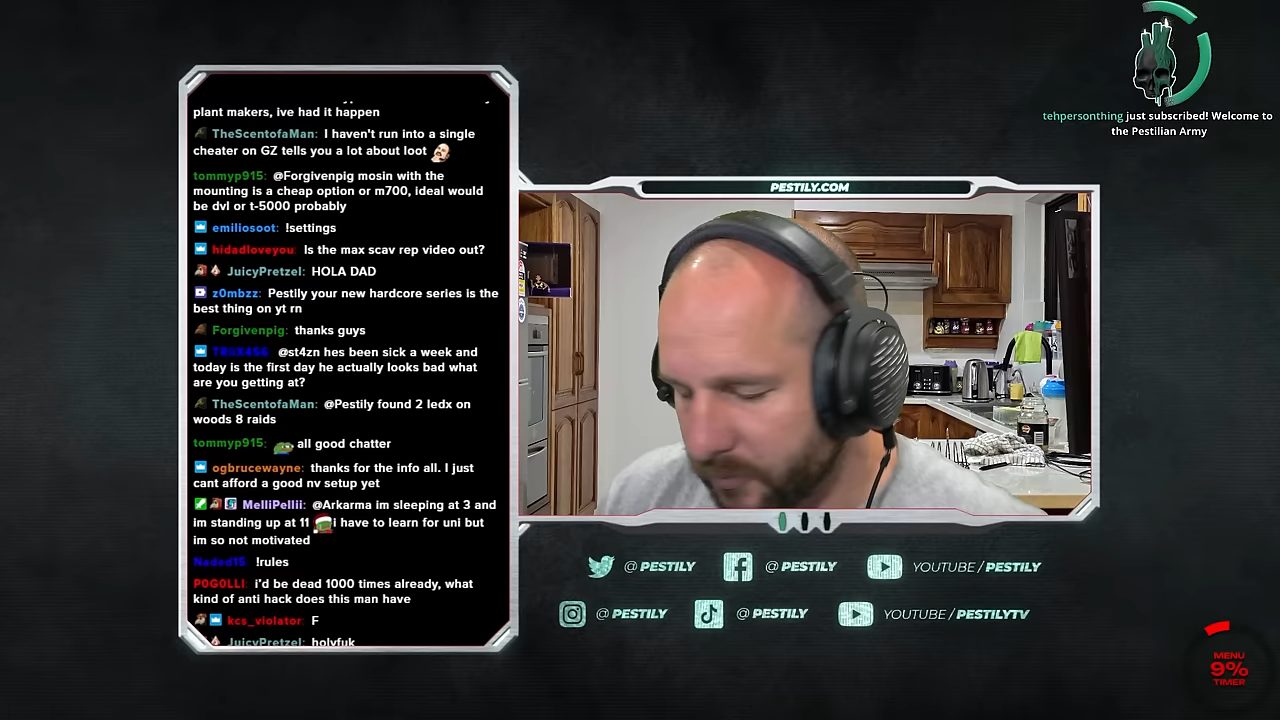 plant makers, ive had it happen
TheScentofaMan: I haven't run into a single
cheater on GZ tells you a lot about loot
tommyp915: @Forgivenpig mosin with the
mounting is a cheap option or m700, ideal would
be dvl or t-5000 probably
emiliosoot: !settings
hidadloveyou: Is the max scav rep video out?
JuicyPretzel: HOLA DAD
z0mbzz: Pestily your new hardcore series is the
best thing on yt rn
Forgivenpig: thanks guys
@st4zn hes been sick a week and
today is the first day he actually looks bad what
are you getting at?
TheScentofaMan: @Pestily found 2 ledx on
woods 8 raids
tommyp915: all good chatter
ogbrucewayne: thanks for the info all. I just
cant afford a good nv setup yet
MelliPellii: @Arkarma im sleeping at 3 and
im standing up at 11 i have to learn for uni but
im so not motivated
Naded15 !rules
P0G0LLI: i'd be dead 1000 times already, what
kind of anti hack does this man have
kcs_violator: F
JuicyPretzel: holyfuk
PESTILY.COM
tehpersonthing just subscribed! Welcome to
the Pestilian Army
@PESTILY
@PESTILY
YOUTUBE/PESTILY
@PESTILY
@PESTILY
YOUTUBE/PESTILYTV
MENU
9%
TIMER